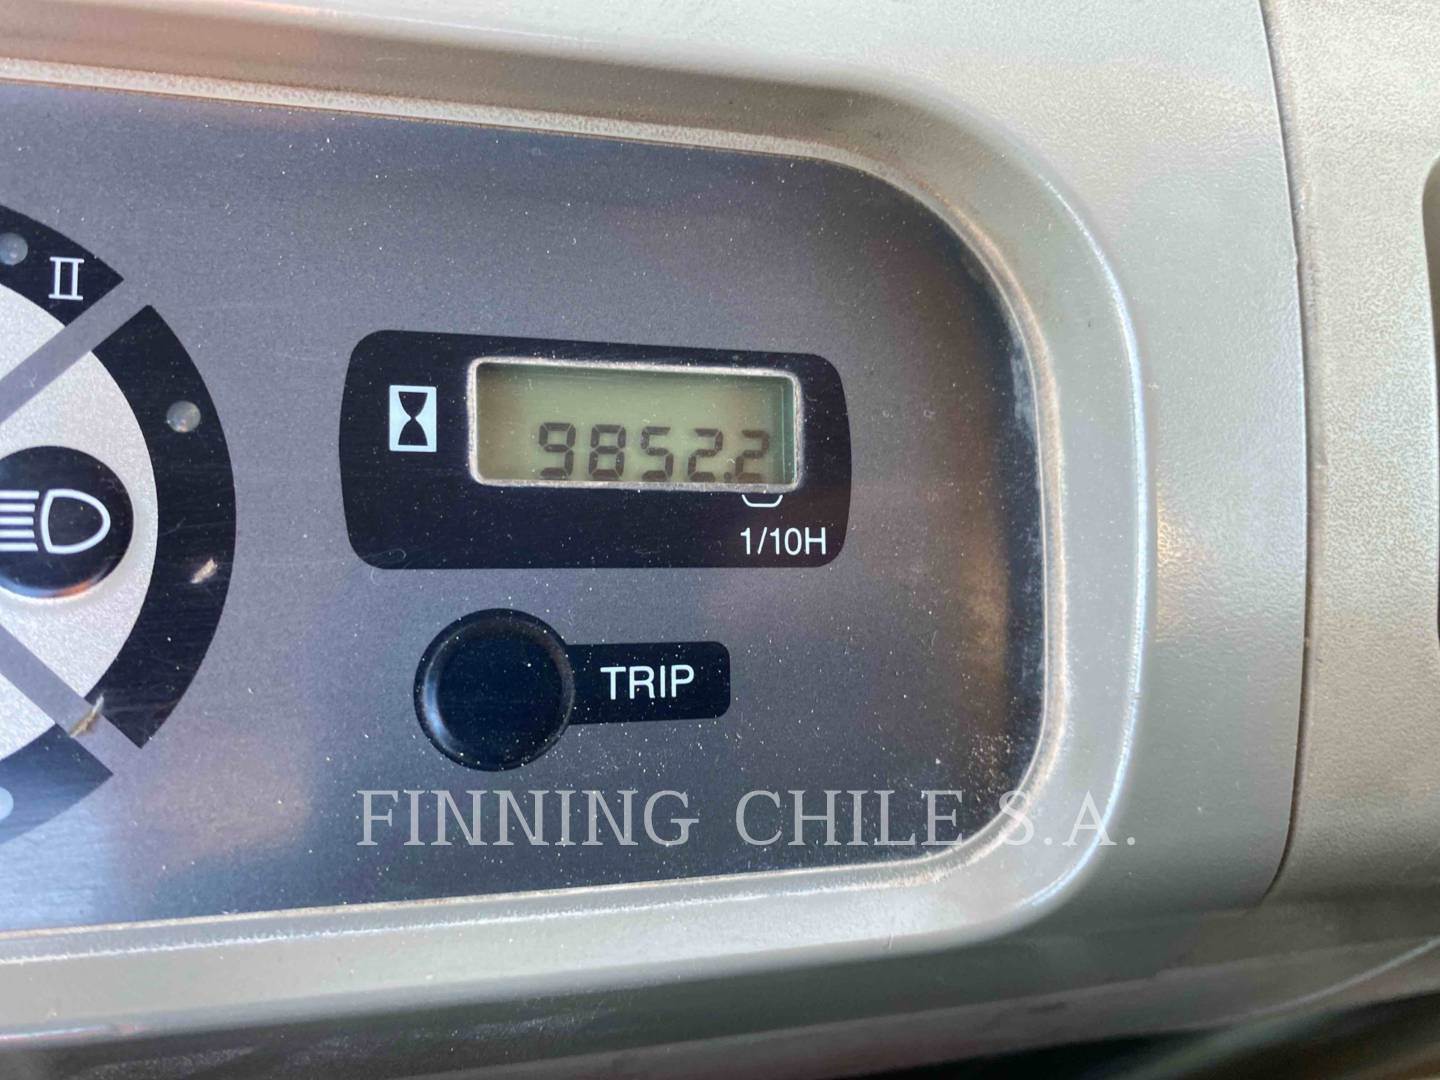 II
9852.2
1/10H
TRIP
FINNING CHILE S.A.